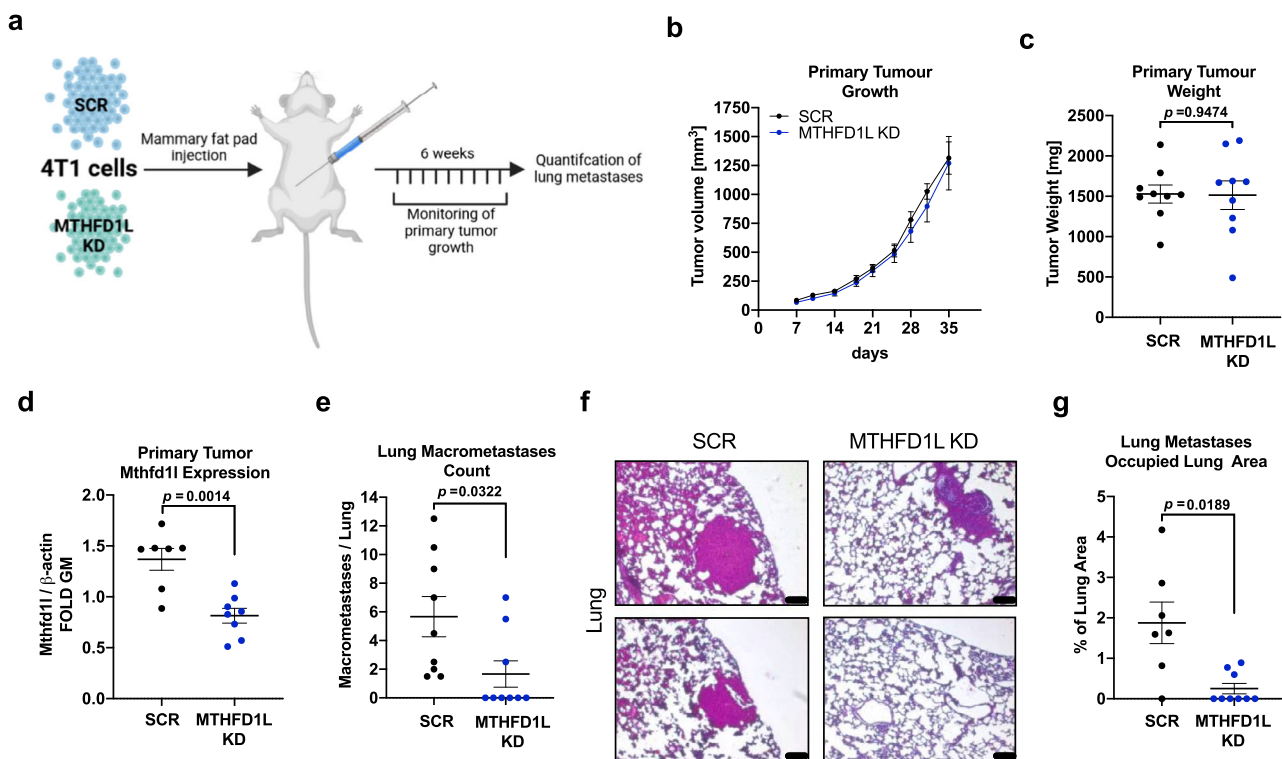 a
SCR
4T1 cells
MTHFD1L
KD
Mammary fat pad
injection
6 weeks
Monitoring of
primary tumor
growth
Quantifcation of
lung metastases
b
Primary Tumour
Growth
SCR
MTHFD1L KD
Tumor volume [mm3]
1750
1500
1250
1000
750
500
250
0
0 7 14 21 28 35
days
c
Primary Tumour
Weight
p=0.9474
Tumor Weight [mg]
2500
2000
1500
1000
500
0
SCR MTHFD1L
KD
d
Primary Tumor
Mthfd1l Expression
p = 0.0014
Mthfd1l / β-actin
FOLD GM
2.0
1.5
1.0
0.5
0.0
SCR MTHFD1L
KD
e
Lung Macrometastases
Count
p=0.0322
Macrometastases / Lung
14
12
10
8
6
4
2
0
SCR MTHFD1L
KD
f
SCR MTHFD1L KD
Lung
g
Lung Metastases
Occupied Lung Area
p=0.0189
% of Lung Area
5
4
3
2
1
0
SCR MTHFD1L
KD